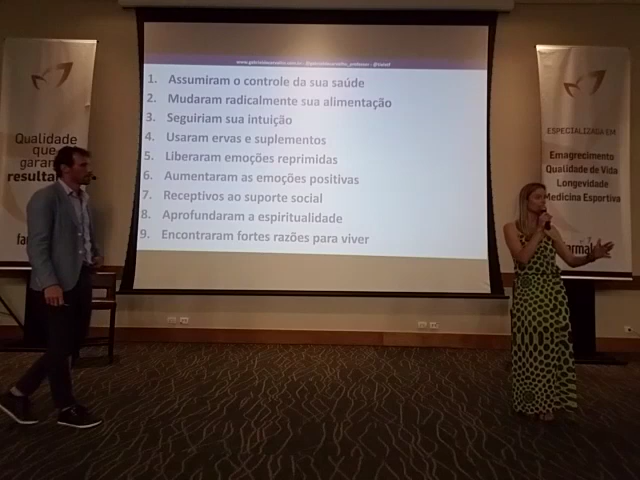 1. Assumiram o controle da sua saúde
2. Mudaram radicalmente sua alimentação
3. Seguiriam sua intuição
4. Usaram ervas e suplementos
5. Liberaram emoções reprimidas
6. Aumentaram as emoções positivas
7. Receptivos ao suporte social
8. Aprofundaram a espiritualidade
9. Encontraram fortes razões para viver
Qualidade
que
garan
resulta
ESPECIALIZADA EM
Emagrecimento
Qualidade de Vida
Longevidade
Medicina Esportiva